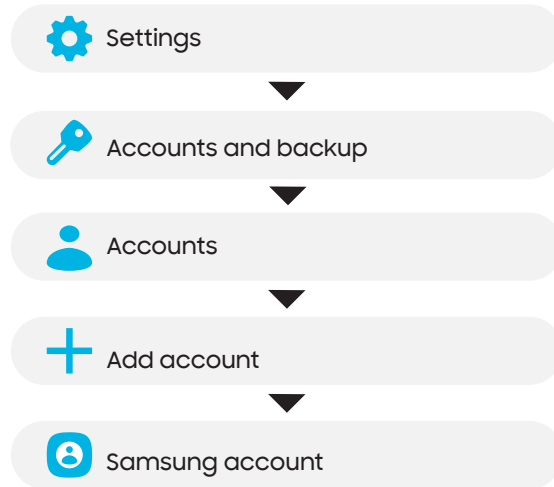 Settings
Accounts and backup
Accounts
Add account
Samsung account